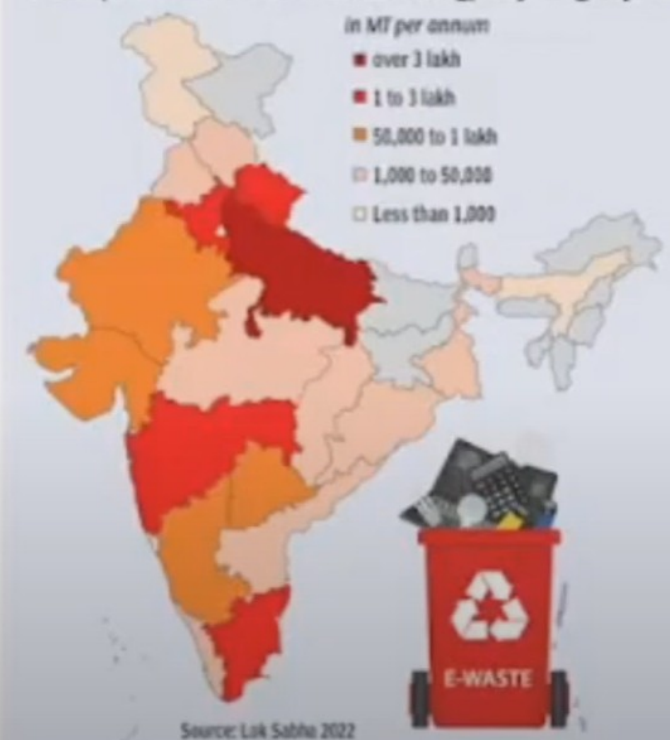 in MT per annum
over 3 lakh
1 to 3 lakh
50,000 to 1 lakh
1,000 to 50,000
Less than 1,000
E-WASTE
Source: Lok Sabha 2022